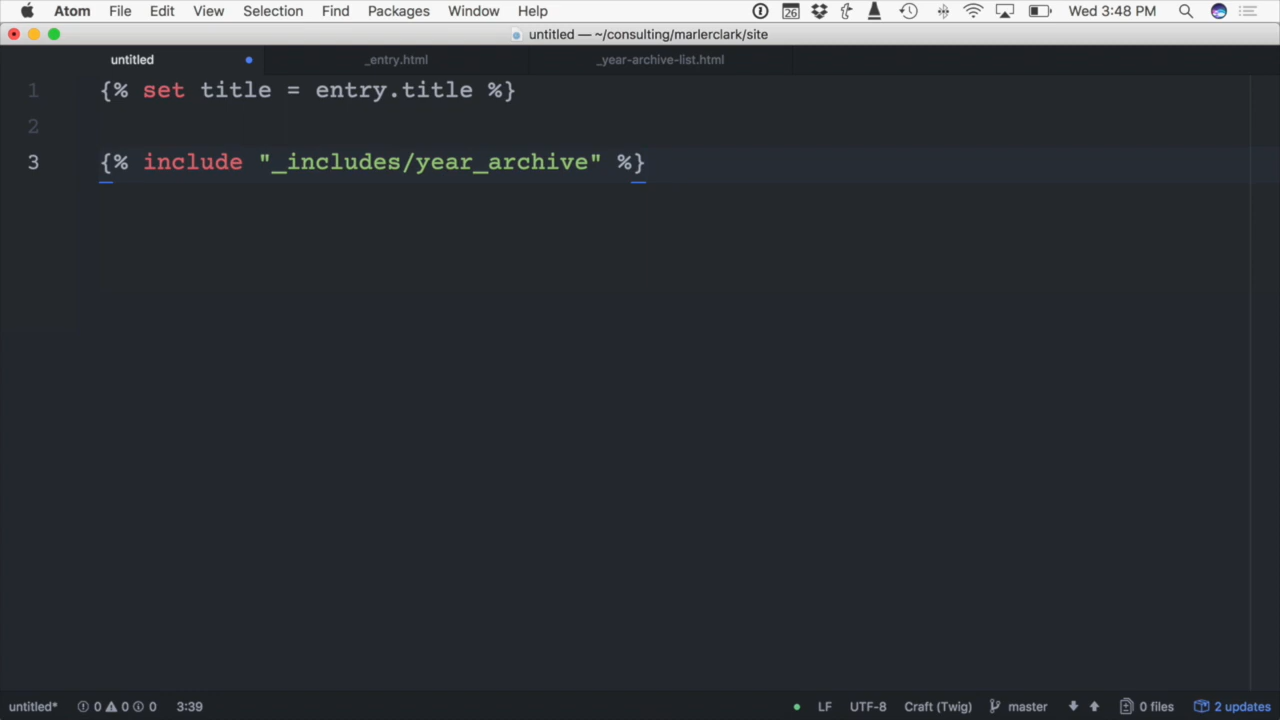 Atom File Edit View Selection Find Packages Window Help 26 Wed 3:48 PM
untitled — ~/consulting/marlerclark/site
untitled _entry.html _year-archive-list.html
1 {% set title = entry.title %}
2
3 {% include "_includes/year_archive" %}
untitled* 0 0 0 3:39 LF UTF-8 Craft (Twig) master 0 files 2 updates